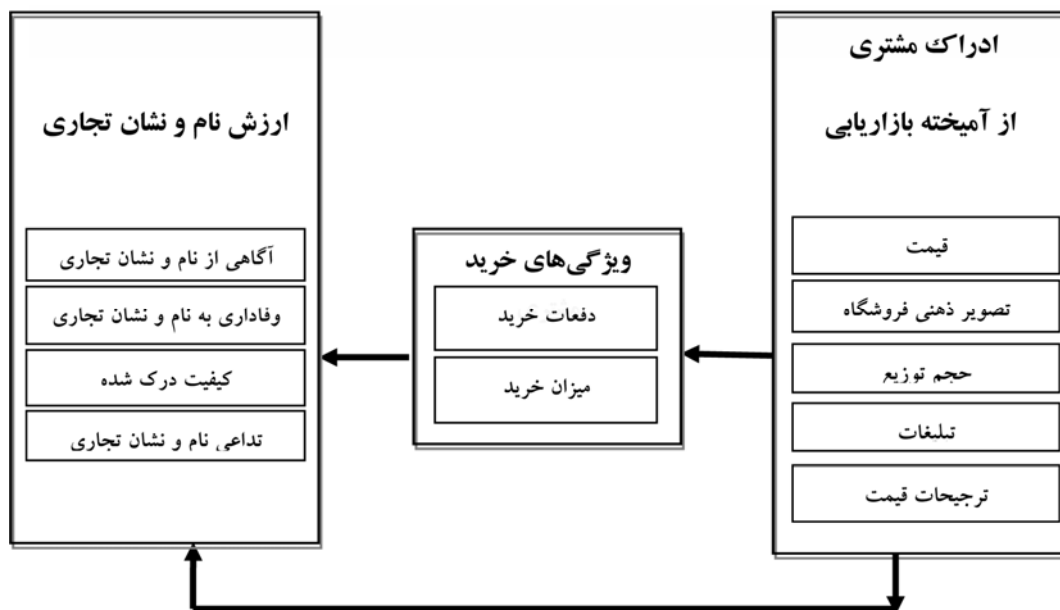 ادراک مشتری
از آمیخته بازاریابی
قیمت
تصویر ذهنی فروشگاه
حجم توزیع
تبلیغات
ترجیحات قیمت
ویژگی‌های خرید
دفعات خرید
میزان خرید
ارزش نام و نشان تجاری
آگاهی از نام و نشان تجاری
وفاداری به نام و نشان تجاری
کیفیت درک شده
تداعی نام و نشان تجاری